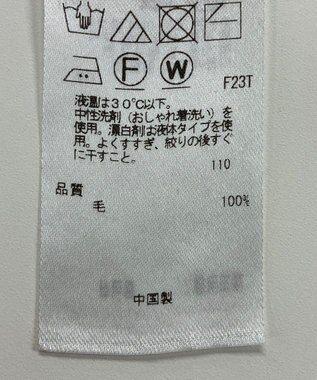 F W
F23T
液温は30℃以下。
中性洗剤（おしゃれ着洗い）を
使用。漂白剤は液体タイプを使
用。よくすすぎ、絞りの後すぐ
に干すこと。
110
品質
毛 100%
中国製